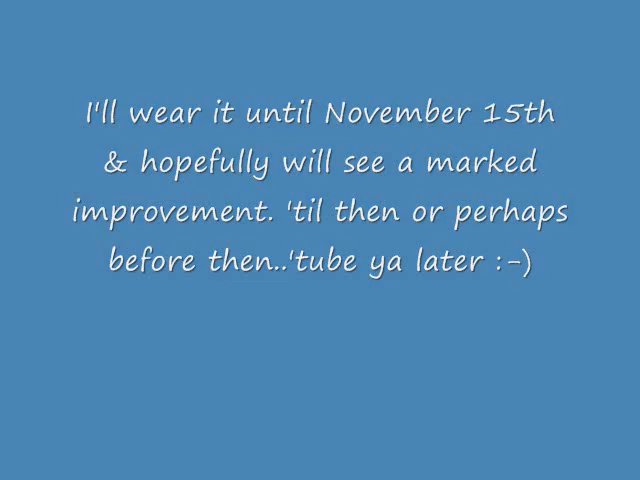 I'll wear it until November 15th
& hopefully will see a marked
improvement. 'til then or perhaps
before then..'tube ya later :-)